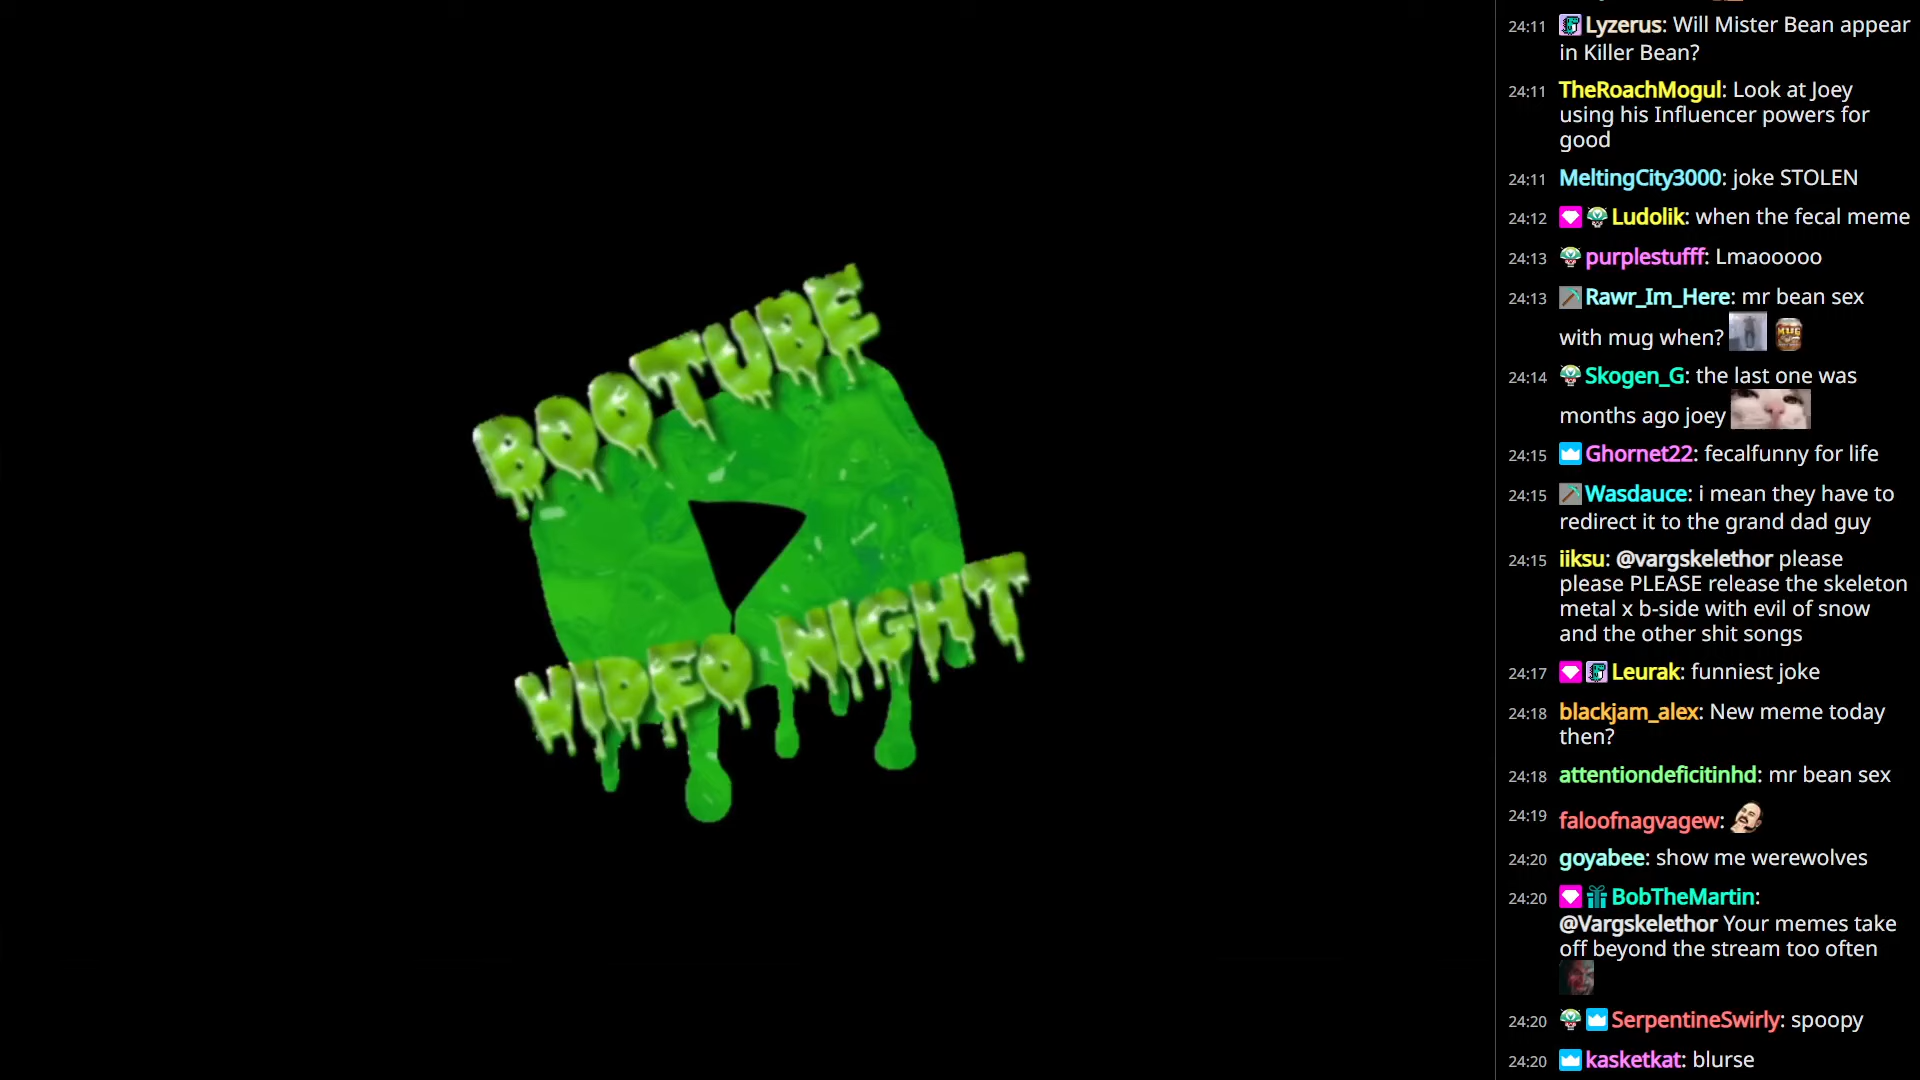 BOOTUBE
VIDEO NIGHT
24:11 Lyzerus: Will Mister Bean appear
in Killer Bean?
24:11 TheRoachMogul: Look at Joey
using his Influencer powers for
good
24:11 MeltingCity3000: joke STOLEN
24:12 Ludolik: when the fecal meme
24:13 purplestufff: Lmaooooo
24:13 Rawr_Im_Here: mr bean sex
with mug when? MUG
24:14 Skogen_G: the last one was
months ago joey
24:15 Ghornet22: fecalfunny for life
24:15 Wasdauce: i mean they have to
redirect it to the grand dad guy
24:15 iiksu: @vargskelethor please
please PLEASE release the skeleton
metal x b-side with evil of snow
and the other shit songs
24:17 Leurak: funniest joke
24:18 blackjam_alex: New meme today
then?
24:18 attentiondeficitinhd: mr bean sex
24:19 faloofnagvagew:
24:20 goyabee: show me werewolves
24:20 BobTheMartin:
@Vargskelethor Your memes take
off beyond the stream too often
24:20 SerpentineSwirly: spoopy
24:20 kasketkat: blurse